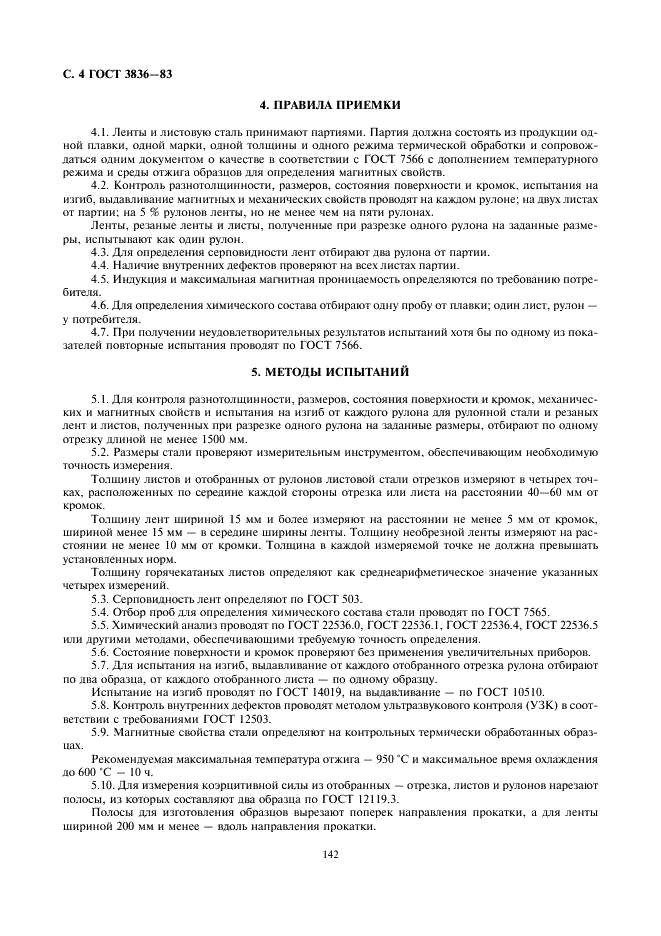 С. 4 ГОСТ 3836—83
4. ПРАВИЛА ПРИЕМКИ
4.1. Ленты и листовую сталь принимают партиями. Партия должна состоять из продукции од-
ной плавки, одной марки, одной толщины и одного режима термической обработки и сопровож-
даться одним документом о качестве в соответствии с ГОСТ 7566 с дополнением температурного
режима и среды отжига образцов для определения магнитных свойств.
4.2. Контроль разнотолщинности, размеров, состояния поверхности и кромок, испытания на
изгиб, выдавливание магнитных и механических свойств проводят на каждом рулоне; на двух листах
от партии; на 5 % рулонов ленты, но не менее чем на пяти рулонах.
Ленты, резаные ленты и листы, полученные при разрезке одного рулона на заданные разме-
ры, испытывают как один рулон.
4.3. Для определения серповидности лент отбирают два рулона от партии.
4.4. Наличие внутренних дефектов проверяют на всех листах партии.
4.5. Индукция и максимальная магнитная проницаемость определяются по требованию потре-
бителя.
4.6. Для определения химического состава отбирают одну пробу от плавки; один лист, рулон —
у потребителя.
4.7. При получении неудовлетворительных результатов испытаний хотя бы по одному из пока-
зателей повторные испытания проводят по ГОСТ 7566.
5. МЕТОДЫ ИСПЫТАНИЙ
5.1. Для контроля разнотолщинности, размеров, состояния поверхности и кромок, механичес-
ких и магнитных свойств и испытания на изгиб от каждого рулона для рулонной стали и резаных
лент и листов, полученных при разрезке одного рулона на заданные размеры, отбирают по одному
отрезку длиной не менее 1500 мм.
5.2. Размеры стали проверяют измерительным инструментом, обеспечивающим необходимую
точность измерения.
Толщину листов и отобранных от рулонов листовой стали отрезков измеряют в четырех точ-
ках, расположенных по середине каждой стороны отрезка или листа на расстоянии 40—60 мм от
кромок.
Толщину лент шириной 15 мм и более измеряют на расстоянии не менее 5 мм от кромок,
шириной менее 15 мм — в середине ширины ленты. Толщину необрезной ленты измеряют на рас-
стоянии не менее 10 мм от кромки. Толщина в каждой измеряемой точке не должна превышать
установленных норм.
Толщину горячекатаных листов определяют как среднеарифметическое значение указанных
четырех измерений.
5.3. Серповидность лент определяют по ГОСТ 503.
5.4. Отбор проб для определения химического состава стали проводят по ГОСТ 7565.
5.5. Химический анализ проводят по ГОСТ 22536.0, ГОСТ 22536.1, ГОСТ 22536.4, ГОСТ 22536.5
или другими методами, обеспечивающими требуемую точность определения.
5.6. Состояние поверхности и кромок проверяют без применения увеличительных приборов.
5.7. Для испытания на изгиб, выдавливание от каждого отобранного отрезка рулона отбирают
по два образца, от каждого отобранного листа — по одному образцу.
Испытание на изгиб проводят по ГОСТ 14019, на выдавливание — по ГОСТ 10510.
5.8. Контроль внутренних дефектов проводят методом ультразвукового контроля (УЗК) в соот-
ветствии с требованиями ГОСТ 12503.
5.9. Магнитные свойства стали определяют на контрольных термически обработанных образ-
цах.
Рекомендуемая максимальная температура отжига — 950 °С и максимальное время охлаждения
до 600 °С — 10 ч.
5.10. Для измерения коэрцитивной силы из отобранных — отрезка, листов и рулонов нарезают
полосы, из которых составляют два образца по ГОСТ 12119.3.
Полосы для изготовления образцов вырезают поперек направления прокатки, а для ленты
шириной 200 мм и менее — вдоль направления прокатки.
142